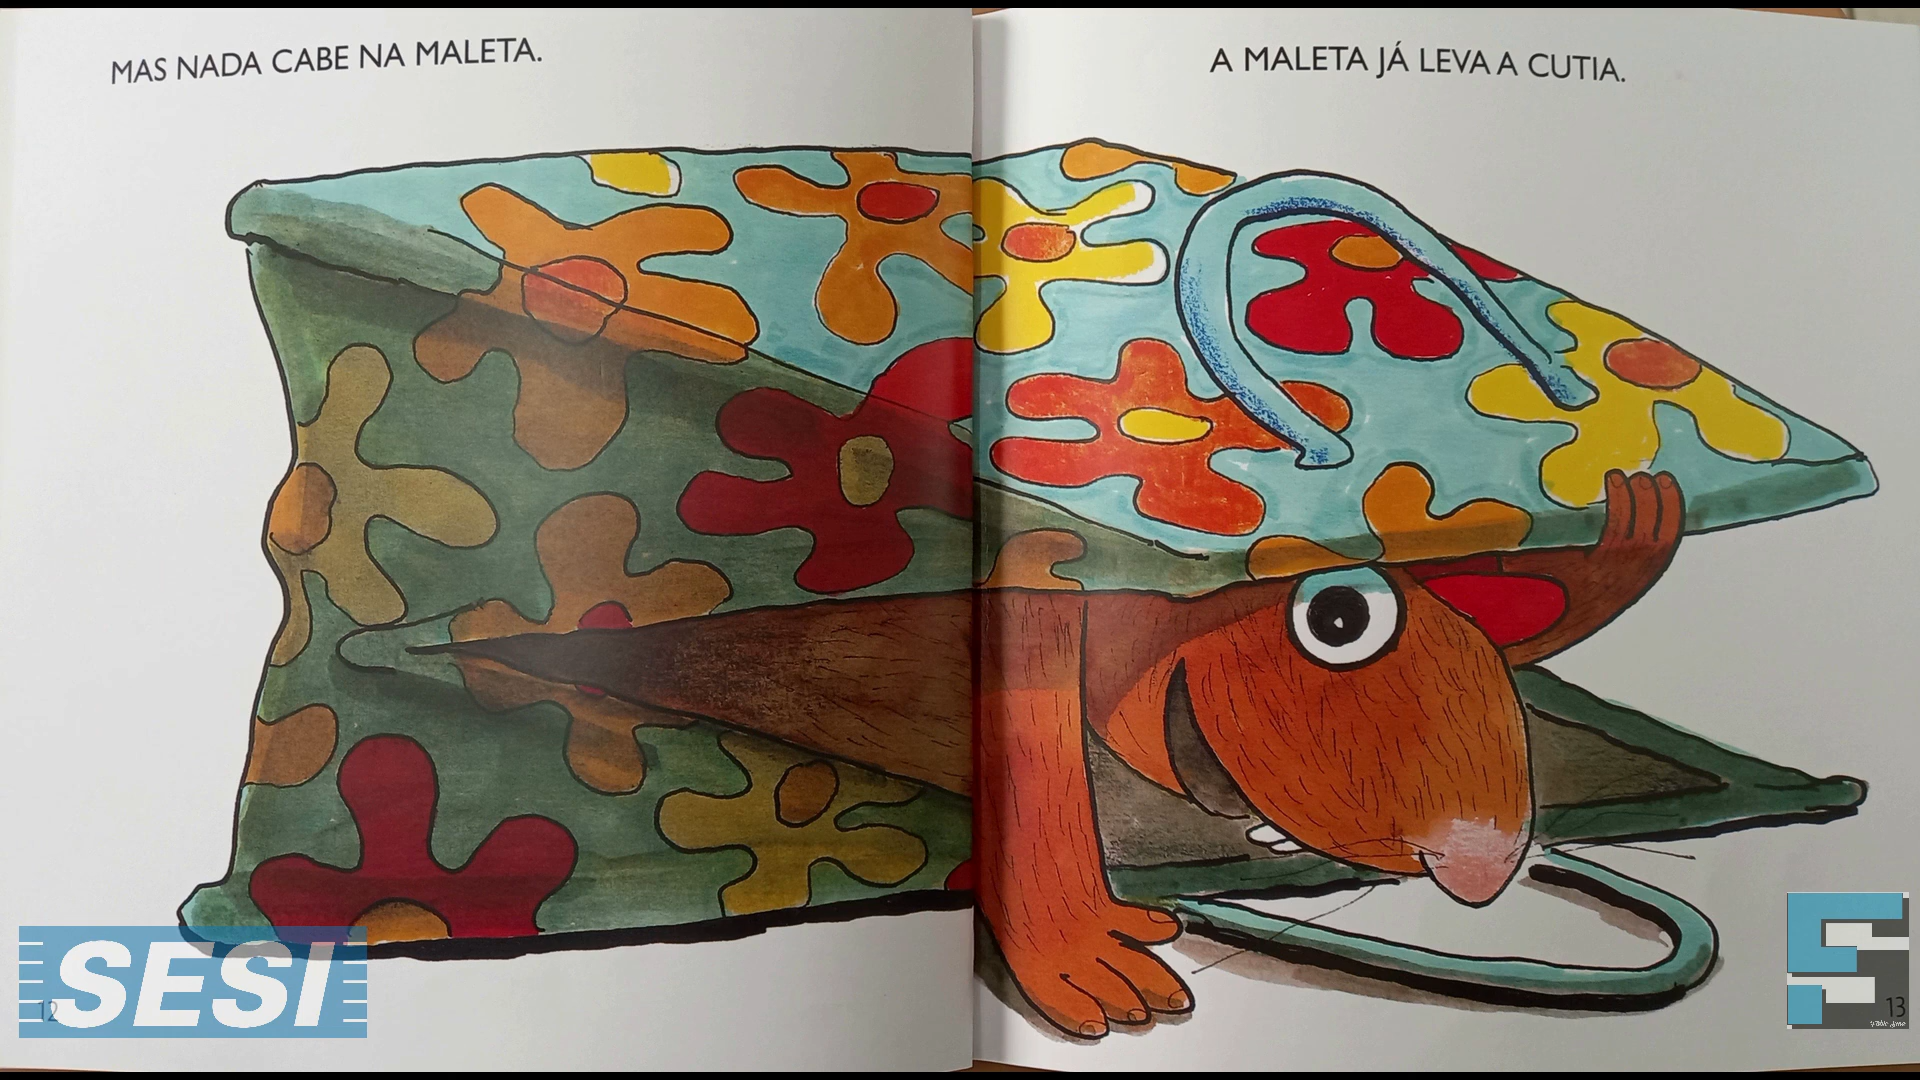 MAS NADA CABE NA MALETA.
A MALETA JÁ LEVA A CUTIA.
SESI
12
13